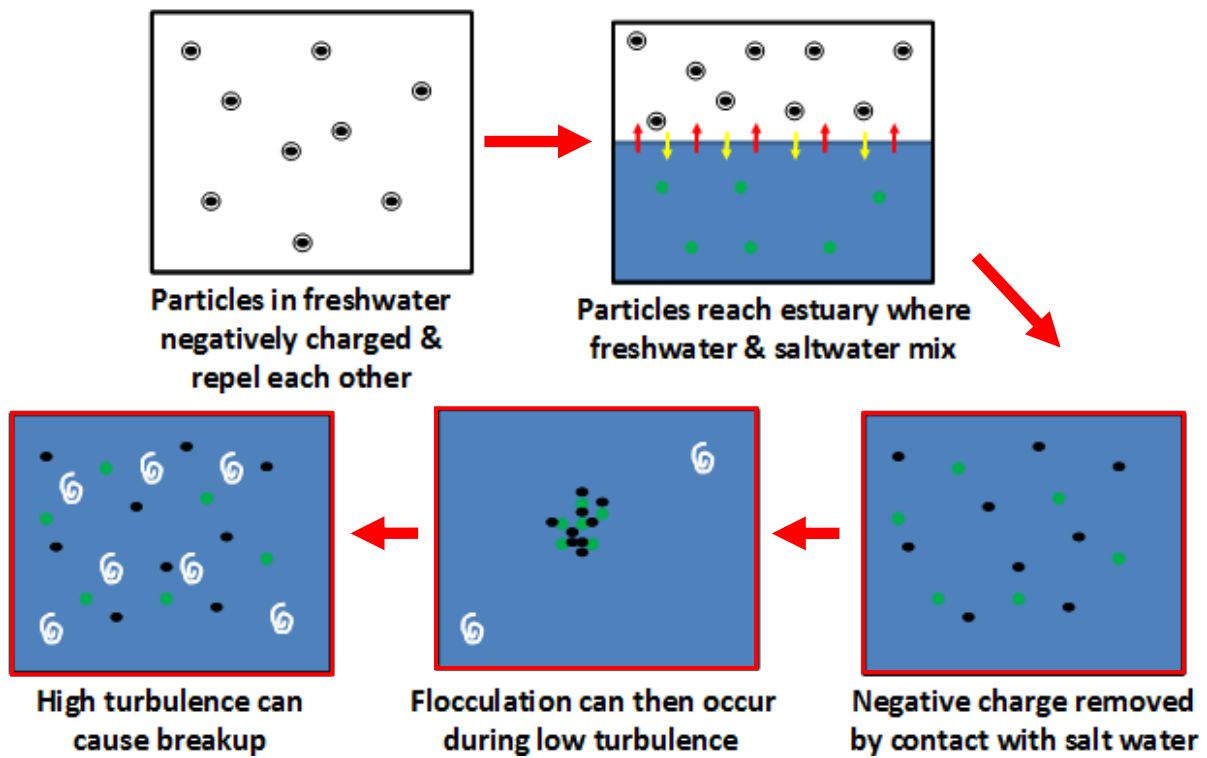 Particles in freshwater
negatively charged &
repel each other
Particles reach estuary where
freshwater & saltwater mix
Negative charge removed
by contact with salt water
Flocculation can then occur
during low turbulence
High turbulence can
cause breakup